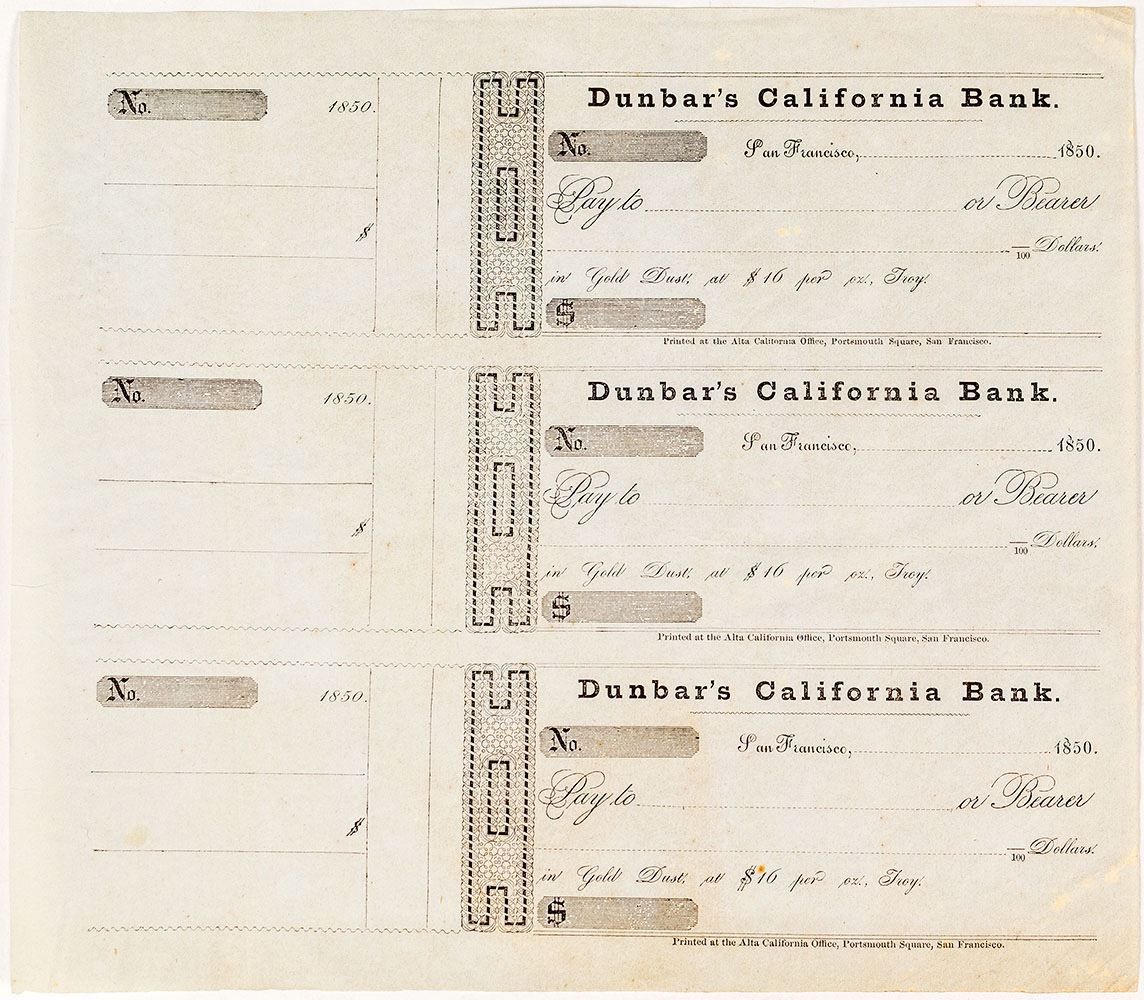 No. 1850.
$
Dunbar's California Bank.
No. San Francisco, 1850.
Pay to or Bearer
/100 Dollars.
in Gold Dust, at $16 per oz., Troy.
$
Printed at the Alta California Office, Portsmouth Square, San Francisco.
No. 1850.
$
Dunbar's California Bank.
No. San Francisco, 1850.
Pay to or Bearer
/100 Dollars.
in Gold Dust, at $16 per oz., Troy.
$
Printed at the Alta California Office, Portsmouth Square, San Francisco.
No. 1850.
$
Dunbar's California Bank.
No. San Francisco, 1850.
Pay to or Bearer
/100 Dollars.
in Gold Dust, at $16 per oz., Troy.
$
Printed at the Alta California Office, Portsmouth Square, San Francisco.